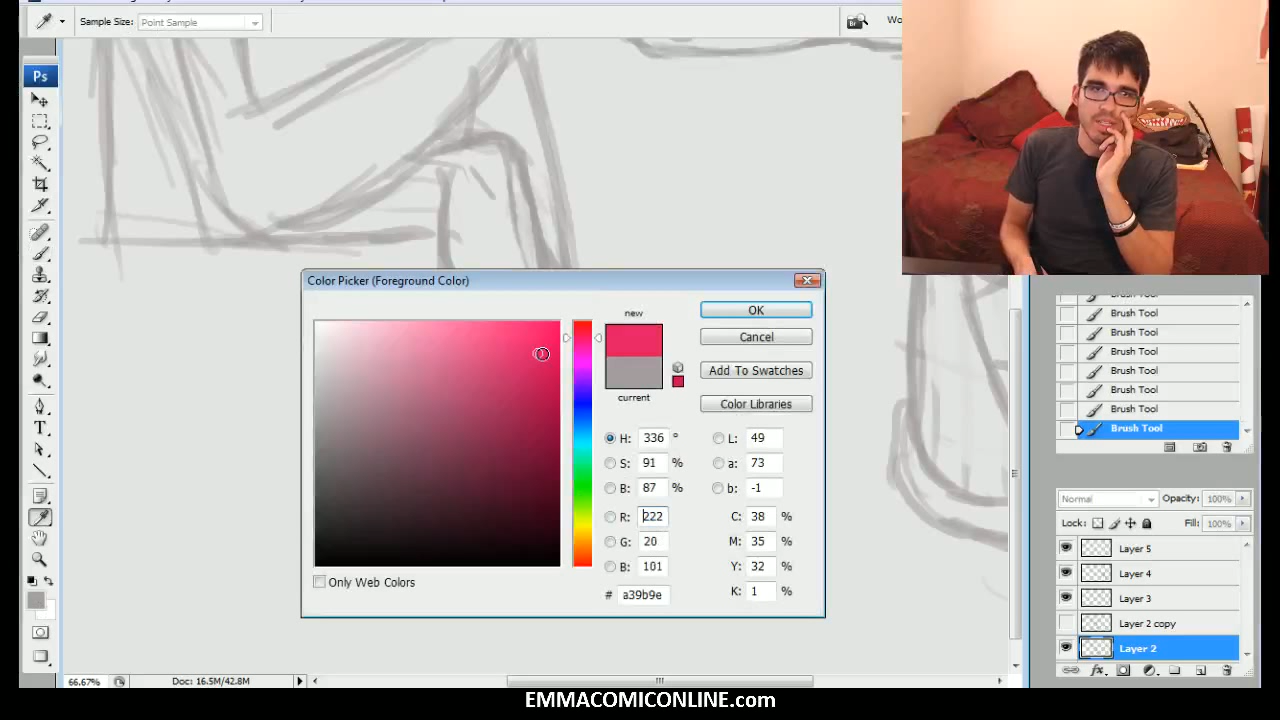 Sample Size: Point Sample
Br
Wo
Ps
Color Picker (Foreground Color)
new
OK
Cancel
Add To Swatches
current
Color Libraries
H: 336 °
L: 49
S: 91 %
a: 73
B: 87 %
b: -1
R: 222
C: 38 %
G: 20
M: 35 %
B: 101
Y: 32 %
Only Web Colors
# a39b9e
K: 1 %
Brush Tool
Brush Tool
Brush Tool
Brush Tool
Brush Tool
Brush Tool
Brush Tool
Normal
Opacity: 100%
Lock:
Fill: 100%
Layer 5
Layer 4
Layer 3
Layer 2 copy
Layer 2
66.67%
Doc: 16.5M/42.8M
EMMACOMICONLINE.com